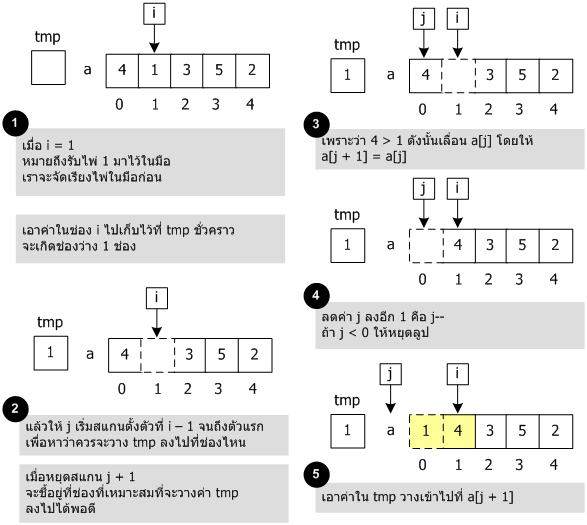 i
tmp
a 4 1 3 5 2
0 1 2 3 4
1
เมื่อ i = 1
หมายถึงรับไพ่ 1 มาไว้ในมือ
เราจะจัดเรียงไพ่ในมือก่อน
เอาค่าในช่อง i ไปเก็บไว้ที่ tmp ชั่วคราว
จะเกิดช่องว่าง 1 ช่อง
i
tmp
1 a 4 3 5 2
0 1 2 3 4
2
แล้วให้ j เริ่มสแกนตั้งตัวที่ i – 1 จนถึงตัวแรก
เพื่อหาว่าควรจะวาง tmp ลงไปที่ช่องไหน
เมื่อหยุดสแกน j + 1
จะชี้อยู่ที่ช่องที่เหมาะสมที่จะวางค่า tmp
ลงไปได้พอดี
j i
tmp
1 a 4 3 5 2
0 1 2 3 4
3
เพราะว่า 4 > 1 ดังนั้นเลื่อน a[j] โดยให้
a[j + 1] = a[j]
j i
tmp
1 a 4 3 5 2
0 1 2 3 4
4
ลดค่า j ลงอีก 1 คือ j--
ถ้า j < 0 ให้หยุดลูป
j i
tmp
1 a 1 4 3 5 2
0 1 2 3 4
5
เอาค่าใน tmp วางเข้าไปที่ a[j + 1]